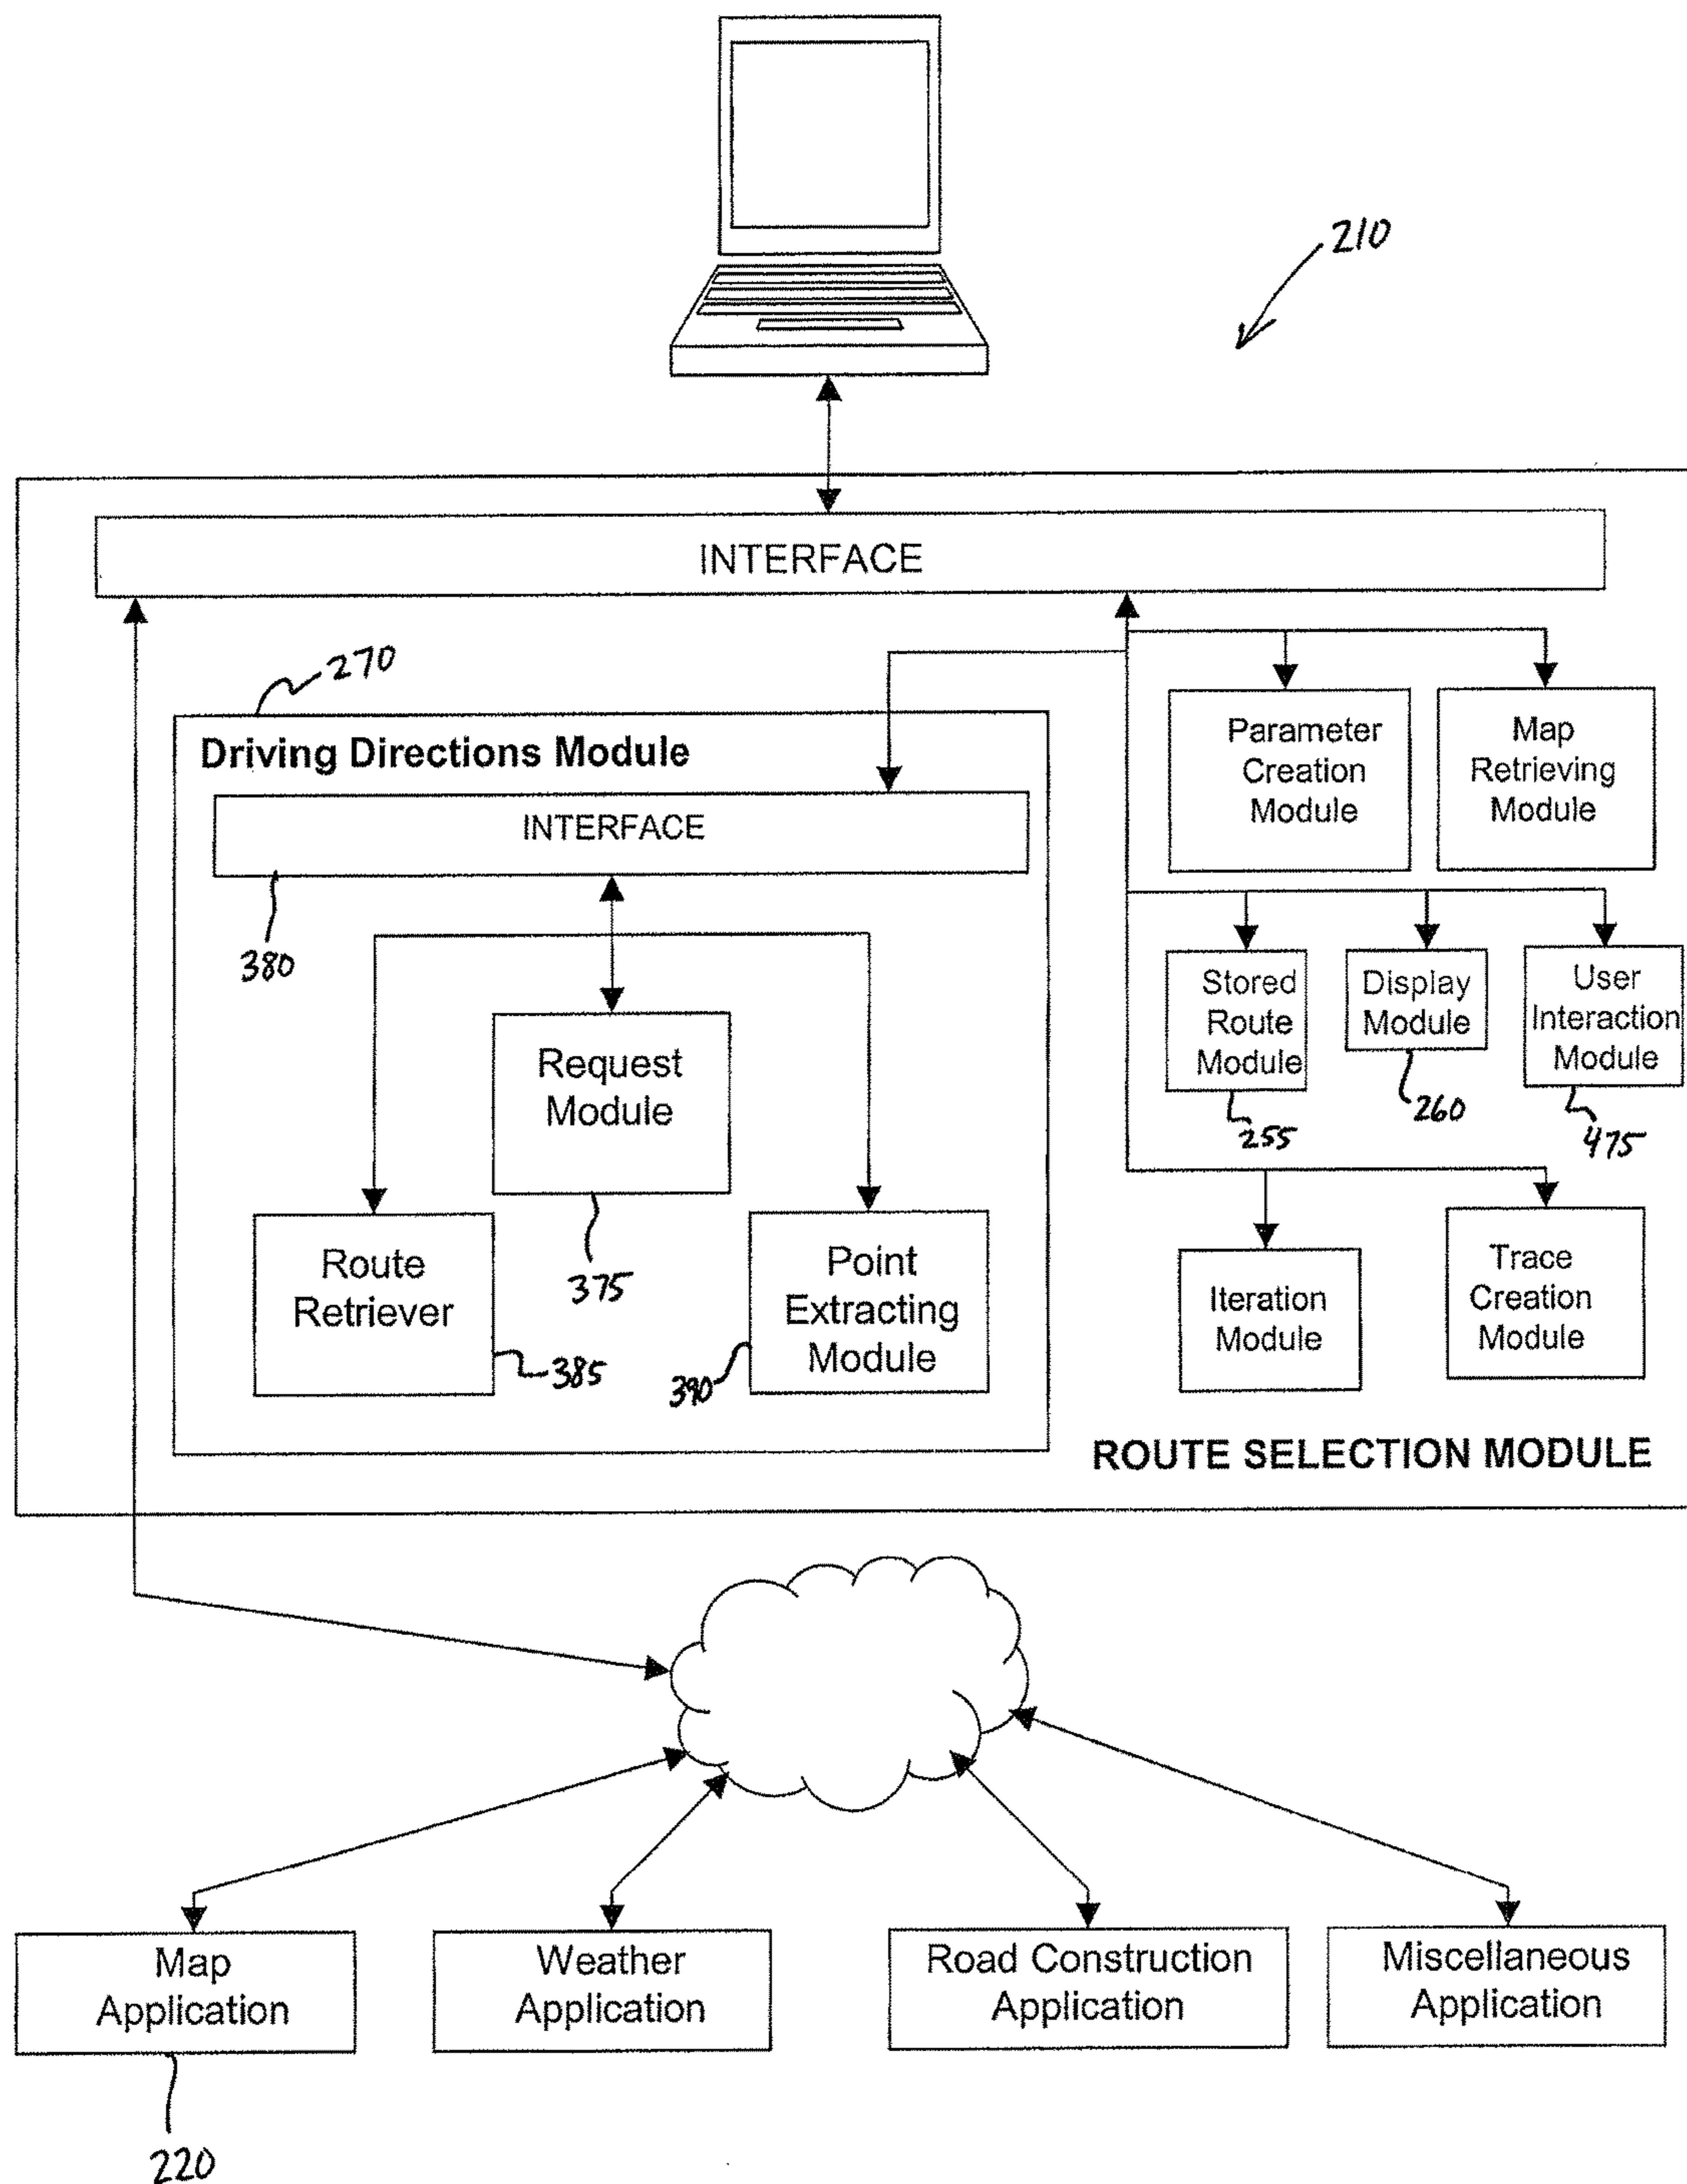 210
INTERFACE
270
Driving Directions Module
INTERFACE
380
Parameter
Creation
Module
Map
Retrieving
Module
Stored
Route
Module
255
Display
Module
260
User
Interaction
Module
475
Request
Module
375
Route
Retriever
385
Point
Extracting
Module
390
Iteration
Module
Trace
Creation
Module
ROUTE SELECTION MODULE
Map
Application
220
Weather
Application
Road Construction
Application
Miscellaneous
Application